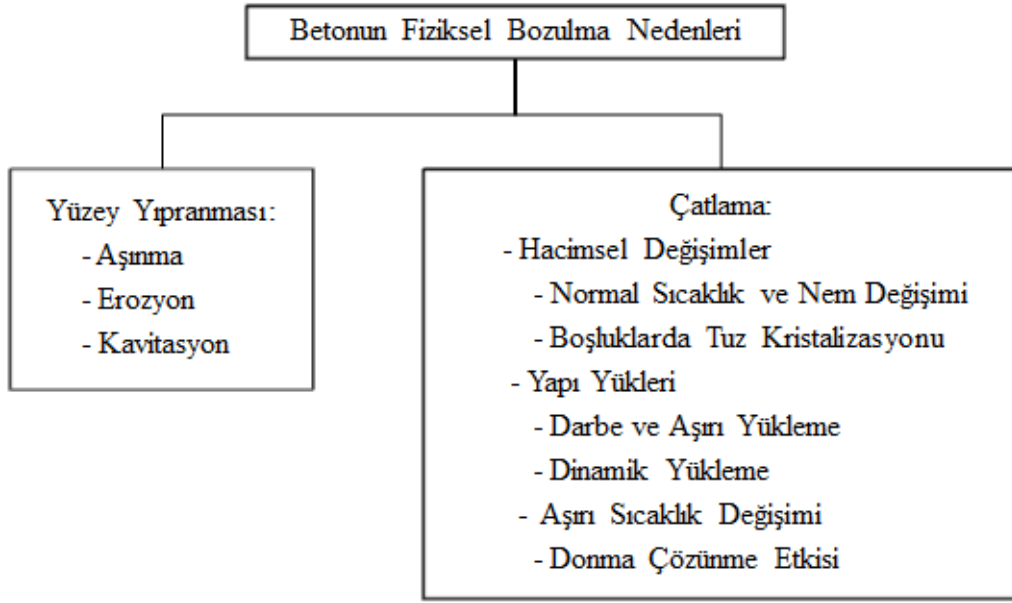 Betonun Fiziksel Bozulma Nedenleri
Yüzey Yıpranması:
- Aşınma
- Erozyon
- Kavitasyon
Çatlama:
- Hacimsel Değişimler
- Normal Sıcaklık ve Nem Değişimi
- Boşluklarda Tuz Kristalizasyonu
- Yapı Yükleri
- Darbe ve Aşırı Yükleme
- Dinamik Yükleme
- Aşırı Sıcaklık Değişimi
- Donma Çözünme Etkisi